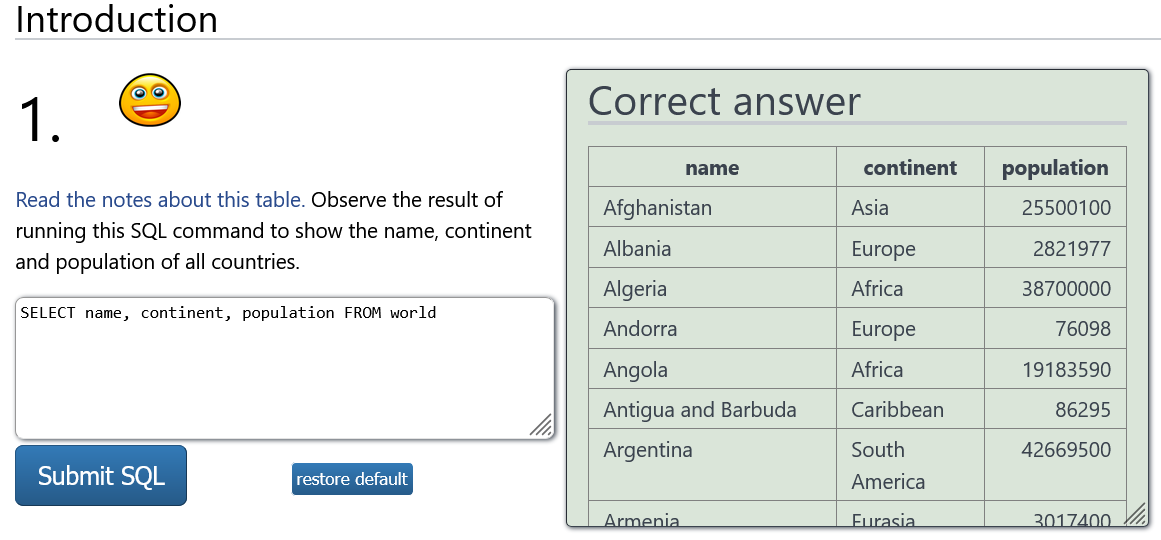 Introduction
1.
Read the notes about this table. Observe the result of
running this SQL command to show the name, continent
and population of all countries.
SELECT name, continent, population FROM world
Submit SQL
restore default
Correct answer
name continent population
Afghanistan Asia 25500100
Albania Europe 2821977
Algeria Africa 38700000
Andorra Europe 76098
Angola Africa 19183590
Antigua and Barbuda Caribbean 86295
Argentina South 42669500
America
Armenia Eurasia 3017400